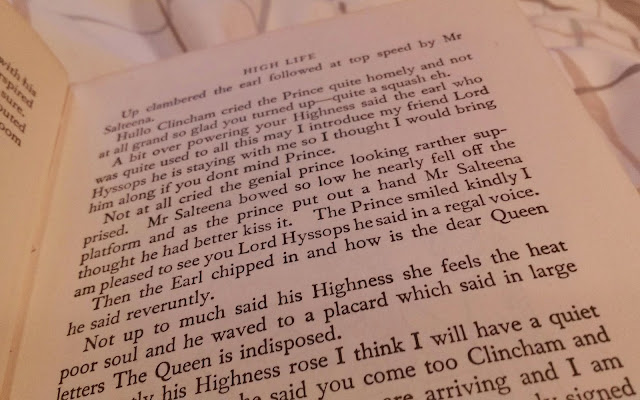 with his
sure.
HIGH LIFE
Up clambered the earl followed at top speed by Mr
Salteena.
Hullo Clincham cried the Prince quite homely and not
at all grand so glad you turned up—quite a squash eh.
A bit over powering your Highness said the earl who
was quite used to all this may I introduce my friend Lord
Hyssops he is staying with me so I thought I would bring
him along if you dont mind Prince.
Not at all cried the genial prince looking rarther sup-
prised. Mr Salteena bowed so low he nearly fell off the
platform and as the prince put out a hand Mr Salteena
thought he had better kiss it. The Prince smiled kindly I
am pleased to see you Lord Hyssops he said in a regal voice.
Then the Earl chipped in and how is the dear Queen
he said reveruntly.
Not up to much said his Highness she feels the heat
poor soul and he waved to a placard which said in large
letters The Queen is indisposed.
his Highness rose I think I will have a quiet
he said you come too Clincham and
arriving and I am
signed